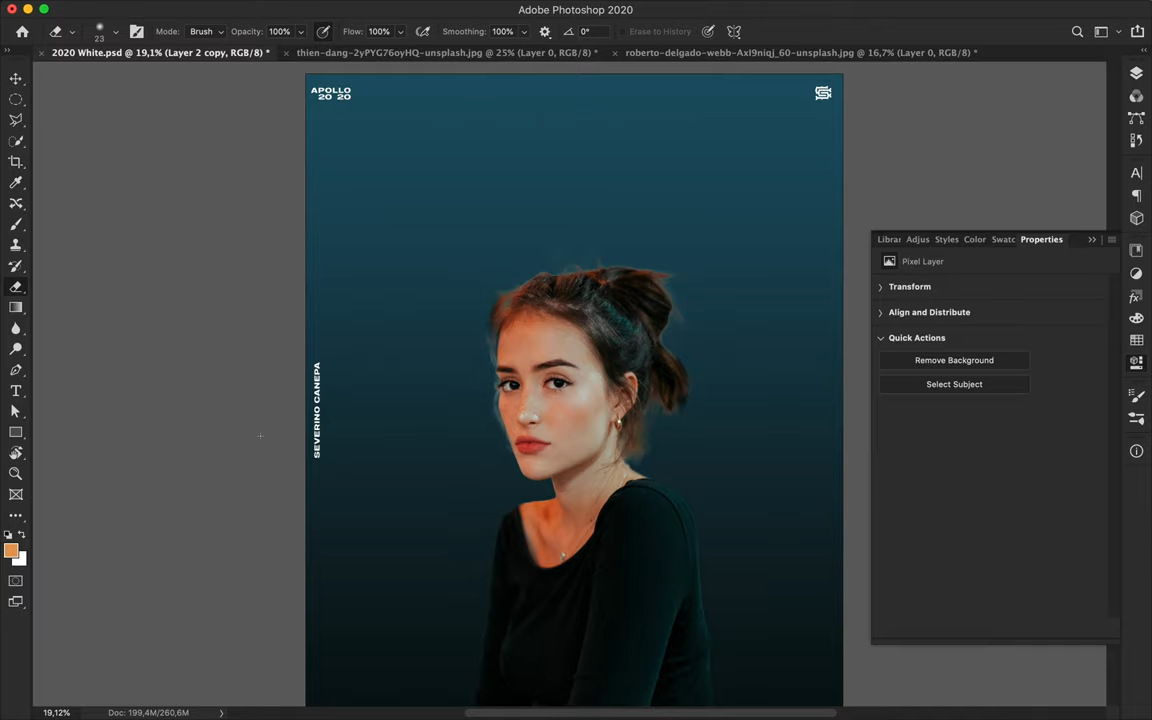 Adobe Photoshop 2020
23
Mode: Brush
Opacity: 100%
Flow: 100%
Smoothing: 100%
0°
Erase to History
2020 White.psd @ 19,1% (Layer 2 copy, RGB/8) *
thien-dang-2yPYG76oyHQ-unsplash.jpg @ 25% (Layer 0, RGB/8) *
roberto-delgado-webb-AxI9niqj_60-unsplash.jpg @ 16,7% (Layer 0, RGB/8) *
APOLLO
20 20
SEVERINO CANEPA
Librar
Adjus
Styles
Color
Swatc
Properties
Pixel Layer
Transform
Align and Distribute
Quick Actions
Remove Background
Select Subject
19,12%
Doc: 199,4M/260,6M